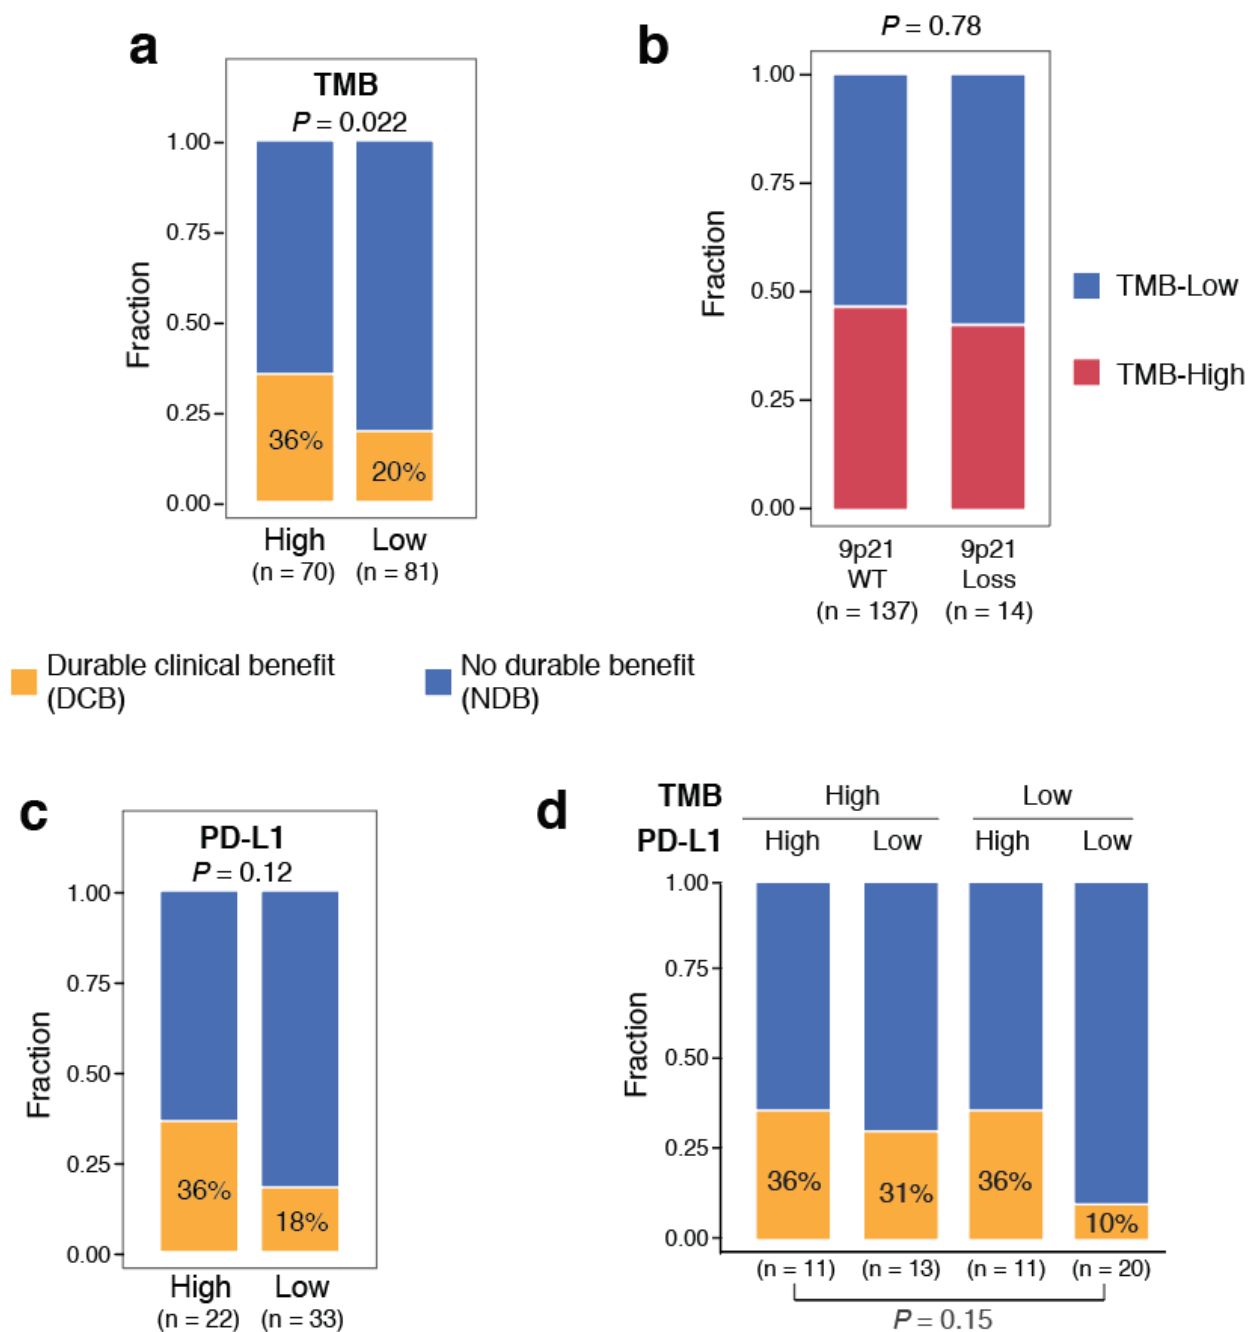 a
TMB
P = 0.022
1.00
0.75
0.50
0.25
0.00
Fraction
36%
20%
High
Low
(n = 70)
(n = 81)
b
P = 0.78
1.00
0.75
0.50
0.25
0.00
Fraction
9p21
WT
(n = 137)
9p21
Loss
(n = 14)
TMB-Low
TMB-High
Durable clinical benefit
(DCB)
No durable benefit
(NDB)
c
PD-L1
P = 0.12
1.00
0.75
0.50
0.25
0.00
Fraction
36%
18%
High
Low
(n = 22)
(n = 33)
d
TMB High Low
PD-L1 High Low High Low
1.00
0.75
0.50
0.25
0.00
Fraction
36%
31%
36%
10%
(n = 11) (n = 13) (n = 11) (n = 20)
P = 0.15